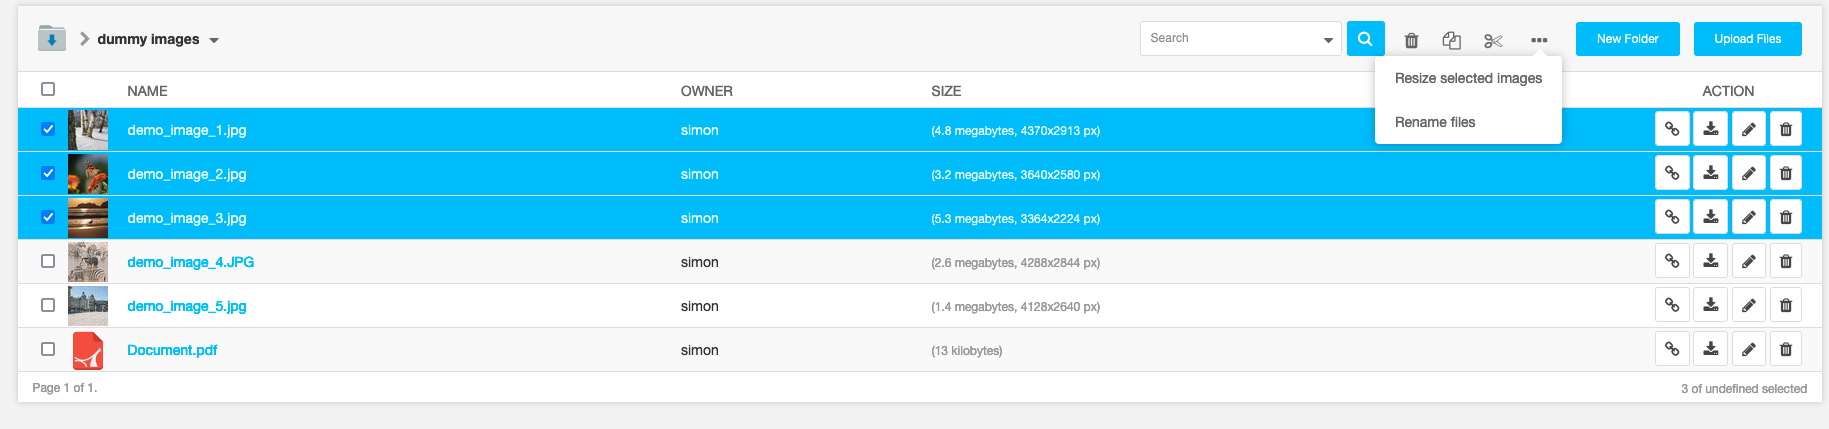 dummy images
Search
New Folder
Upload Files
Resize selected images
Rename files
NAME OWNER SIZE ACTION
demo_image_1.jpg simon (4.8 megabytes, 4370x2913 px)
demo_image_2.jpg simon (3.2 megabytes, 3640x2580 px)
demo_image_3.jpg simon (5.3 megabytes, 3364x2224 px)
demo_image_4.JPG simon (2.6 megabytes, 4288x2844 px)
demo_image_5.jpg simon (1.4 megabytes, 4128x2640 px)
Document.pdf simon (13 kilobytes)
Page 1 of 1. 3 of undefined selected